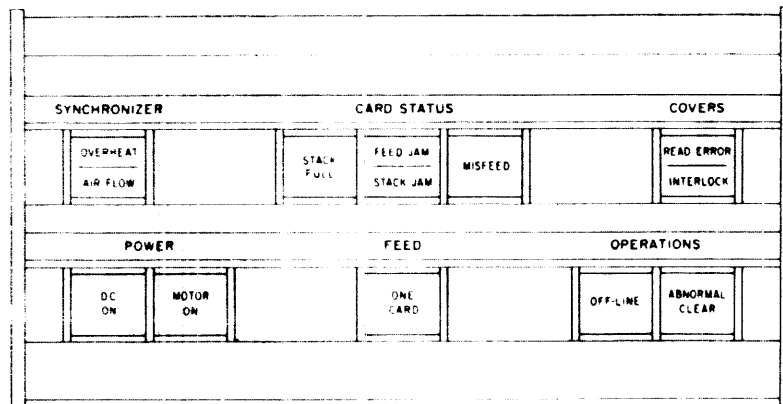 SYNCHRONIZER CARD STATUS COVERS
OVERHEAT
AIR FLOW
STACK
FULL
FEED JAM
STACK JAM
MISFEED
READ ERROR
INTERLOCK
POWER FEED OPERATIONS
DC
ON
MOTOR
ON
ONE
CARD
OFF-LINE
ABNORMAL
CLEAR